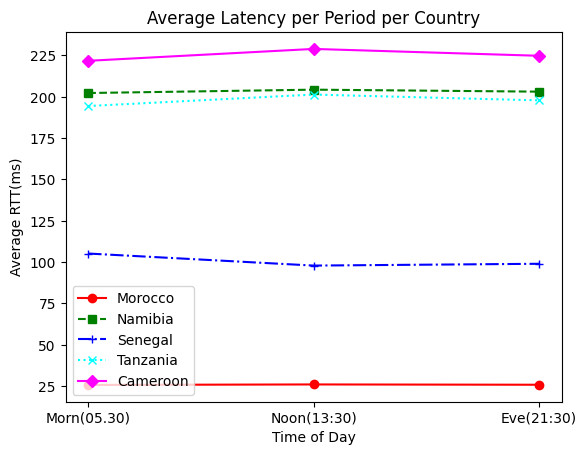 Average Latency per Period per Country
Average RTT(ms)
225
200
175
150
125
100
75
50
25
Morocco
Namibia
Senegal
Tanzania
Cameroon
Morn(05.30)
Noon(13:30)
Eve(21:30)
Time of Day